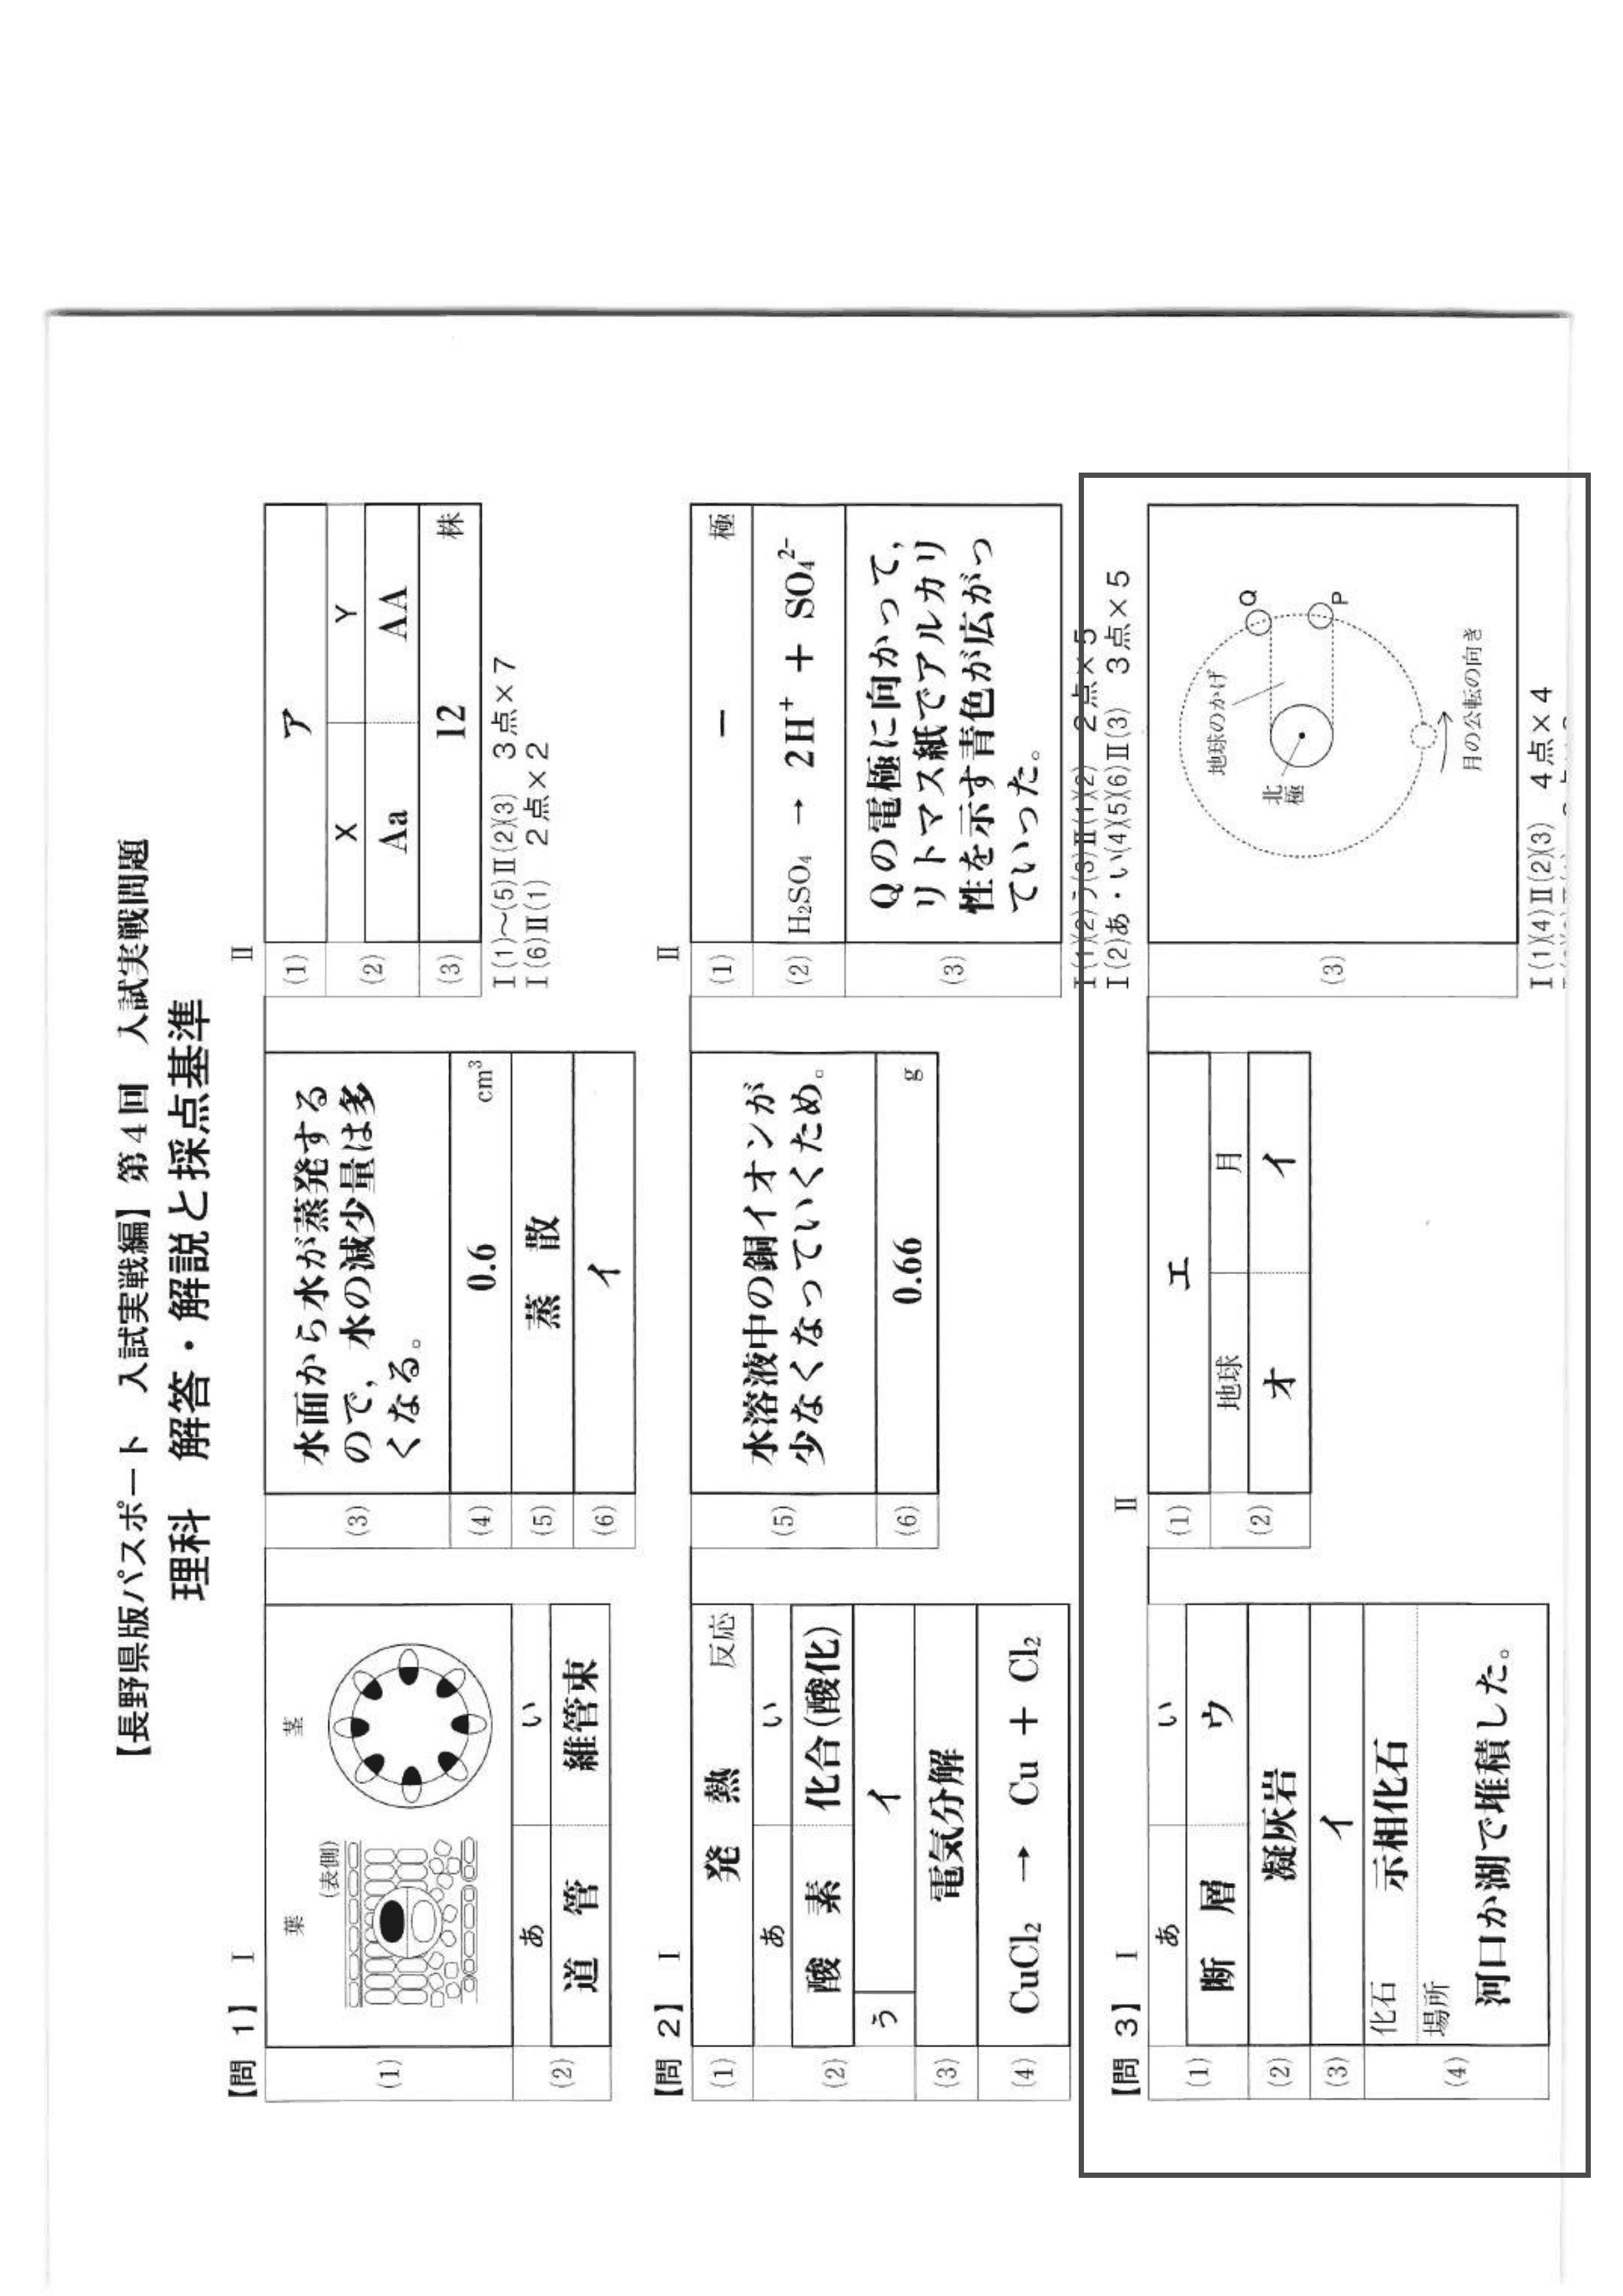 【長野県版パスポート　入試実戦編】第4回　入試実戦問題
理科　解答・解説と採点基準
【問　1】　Ⅰ
(1)
葉
(表側)
茎
(2)
あ　い
道　管　維管束
(3)
水面から水が蒸発する
ので，水の減少量は多
くなる。
(4)　0.6　cm³
(5)　蒸　散
(6)　イ
Ⅱ
(1)　ア
(2)
X　Y
Aa　AA
(3)　12　株
Ⅰ(1)～(5)Ⅱ(2)(3)　3点×7
Ⅰ(6)Ⅱ(1)　2点×2
【問　2】　Ⅰ
(1)　発　熱　反応
(2)
あ　い
酸　素　化合(酸化)
う　イ
(3)　電気分解
(4)　CuCl₂　→　Cu　+　Cl₂
(5)
水溶液中の銅イオンが
少なくなっていくため。
(6)　0.66　g
Ⅱ
(1)　－　極
(2)　H₂SO₄　→　2H⁺　+　SO₄²⁻
(3)
Qの電極に向かって，
リトマス紙でアルカリ
性を示す青色が広がっ
ていった。
Ⅰ(1)(2)う(3)Ⅱ(1)(2)　2点×5
Ⅰ(2)あ・い(4)(5)(6)Ⅱ(3)　3点×5
【問　3】　Ⅰ
(1)
あ　い
断　層　ウ
(2)　凝灰岩
(3)　イ
(4)
化石　示相化石
場所
河口か湖で堆積した。
Ⅱ
(1)　エ
(2)
地球　月
オ　イ
(3)
地球のかげ
北極
Q
P
月の公転の向き
Ⅰ(1)(4)Ⅱ(2)(3)　4点×4